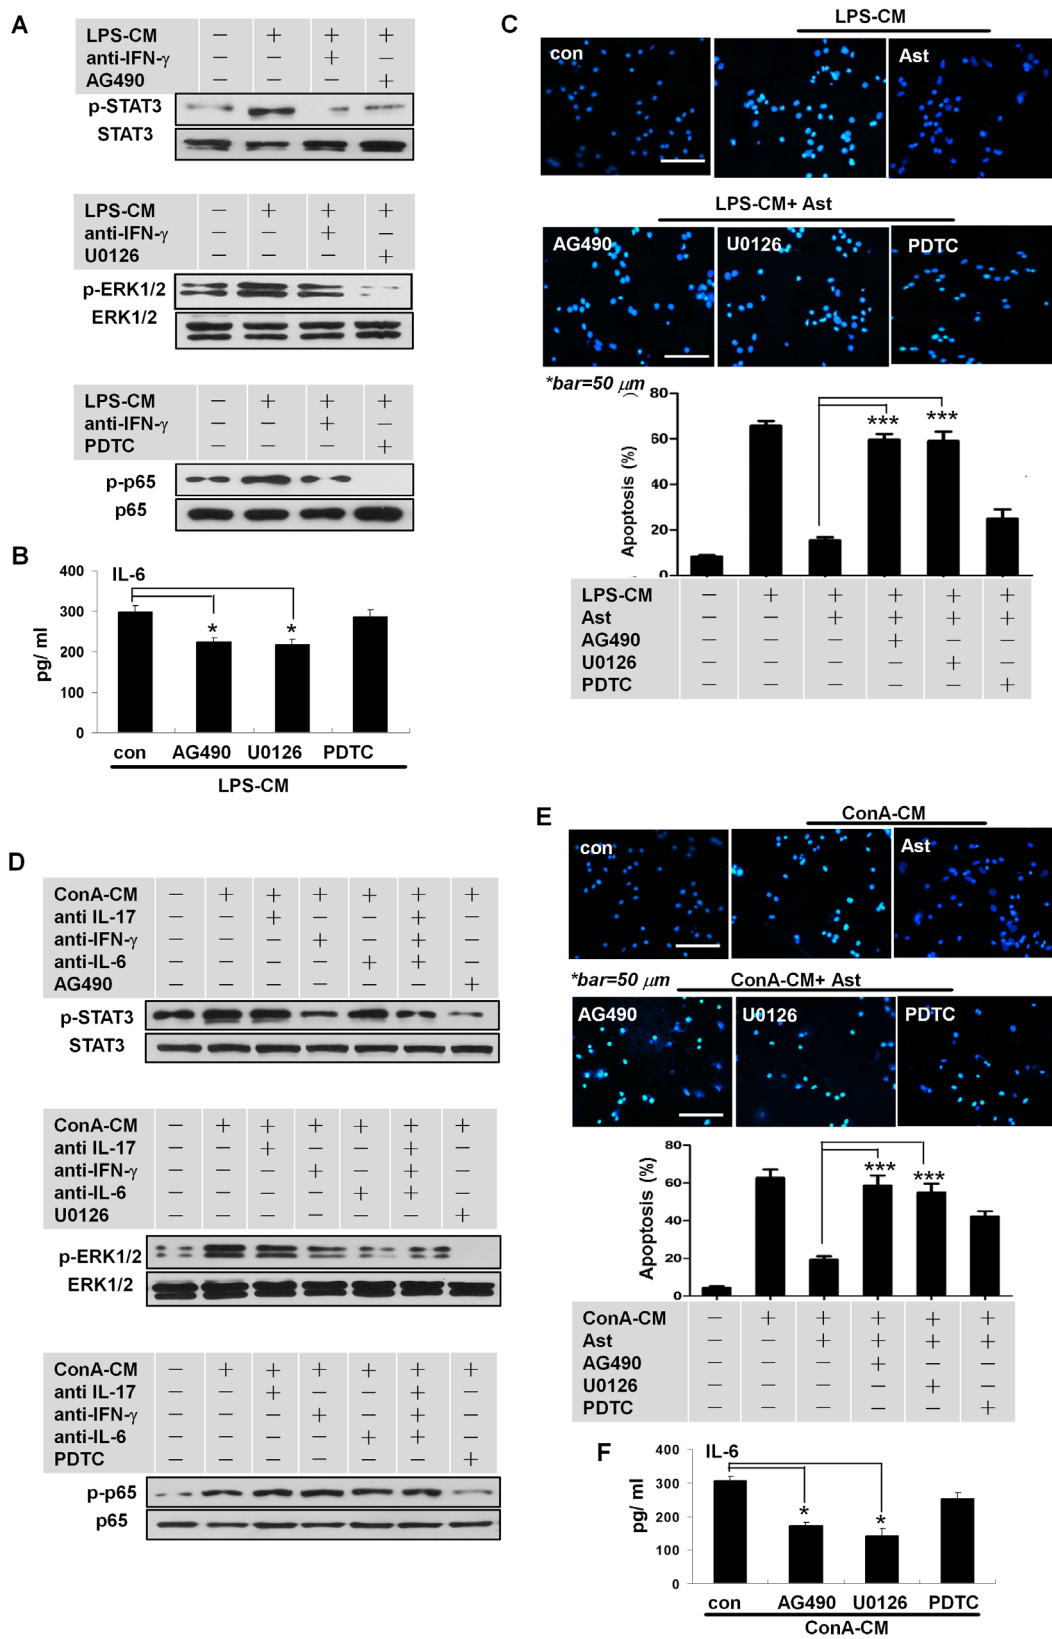 A
LPS-CM − + + +
anti-IFN-γ − − + −
AG490 − − − +
p-STAT3
STAT3
LPS-CM − + + +
anti-IFN-γ − − + −
U0126 − − − +
p-ERK1/2
ERK1/2
LPS-CM − + + +
anti-IFN-γ − − + −
PDTC − − − +
p-p65
p65
B
IL-6
pg/ ml
400
300
200
100
0
* *
con AG490 U0126 PDTC
LPS-CM
C
LPS-CM
con Ast
LPS-CM+ Ast
AG490 U0126 PDTC
*bar=50 μm
Apoptosis (%)
80
60
40
20
0
*** ***
LPS-CM − + + + + +
Ast − − + + + +
AG490 − − − + − −
U0126 − − − − + −
PDTC − − − − − +
D
ConA-CM − + + + + + +
anti IL-17 − − + − − + −
anti-IFN-γ − − − + − + −
anti-IL-6 − − − − + + −
AG490 − − − − − − +
p-STAT3
STAT3
ConA-CM − + + + + + +
anti IL-17 − − + − − + −
anti-IFN-γ − − − + − + −
anti-IL-6 − − − − + + −
U0126 − − − − − − +
p-ERK1/2
ERK1/2
ConA-CM − + + + + + +
anti IL-17 − − + − − + −
anti-IFN-γ − − − + − + −
anti-IL-6 − − − − + + −
PDTC − − − − − − +
p-p65
p65
E
ConA-CM
con Ast
*bar=50 μm ConA-CM+ Ast
AG490 U0126 PDTC
Apoptosis (%)
80
60
40
20
0
*** ***
ConA-CM − + + + + +
Ast − − + + + +
AG490 − − − + − −
U0126 − − − − + −
PDTC − − − − − +
F
IL-6
pg/ ml
400
300
200
100
0
* *
con AG490 U0126 PDTC
ConA-CM